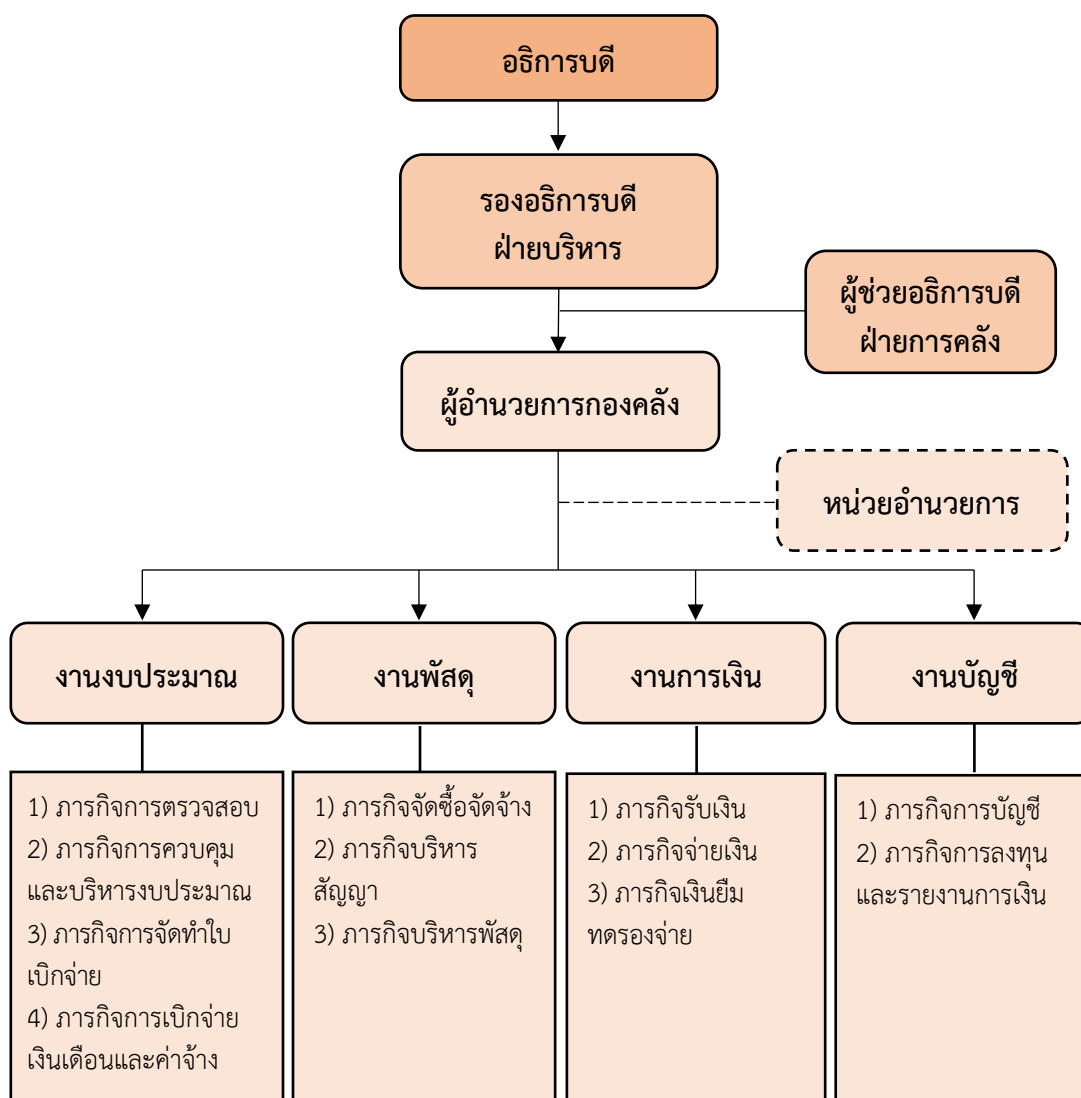 อธิการบดี
รองอธิการบดี
ฝ่ายบริหาร
ผู้ช่วยอธิการบดี
ฝ่ายการคลัง
ผู้อำนวยการกองคลัง
หน่วยอำนวยการ
งานงบประมาณ
งานพัสดุ
งานการเงิน
งานบัญชี
1) ภารกิจการตรวจสอบ
2) ภารกิจการควบคุม
และบริหารงบประมาณ
3) ภารกิจการจัดทำใบ
เบิกจ่าย
4) ภารกิจการเบิกจ่าย
เงินเดือนและค่าจ้าง
1) ภารกิจจัดซื้อจัดจ้าง
2) ภารกิจบริหาร
สัญญา
3) ภารกิจบริหารพัสดุ
1) ภารกิจรับเงิน
2) ภารกิจจ่ายเงิน
3) ภารกิจเงินยืม
ทดรองจ่าย
1) ภารกิจการบัญชี
2) ภารกิจการลงทุน
และรายงานการเงิน